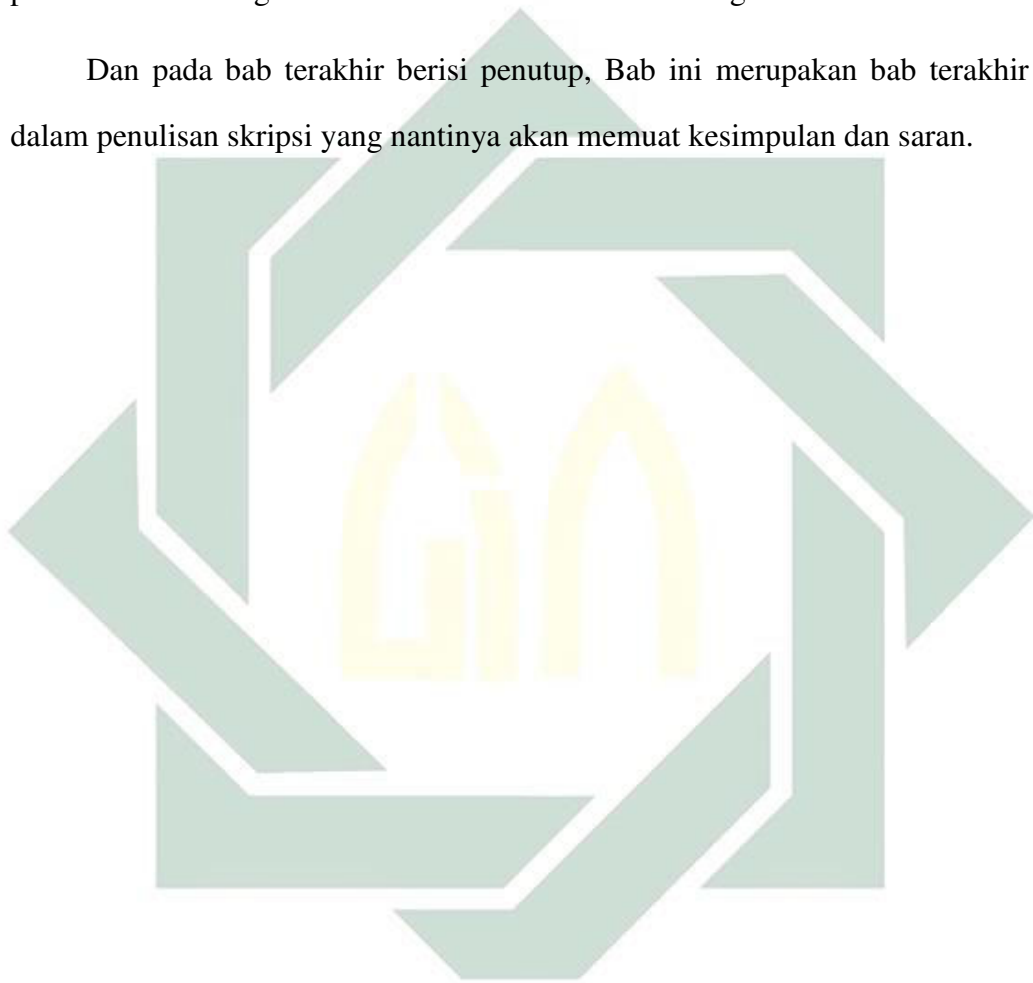 Dan pada bab terakhir berisi penutup, Bab ini merupakan bab terakhir
dalam penulisan skripsi yang nantinya akan memuat kesimpulan dan saran.